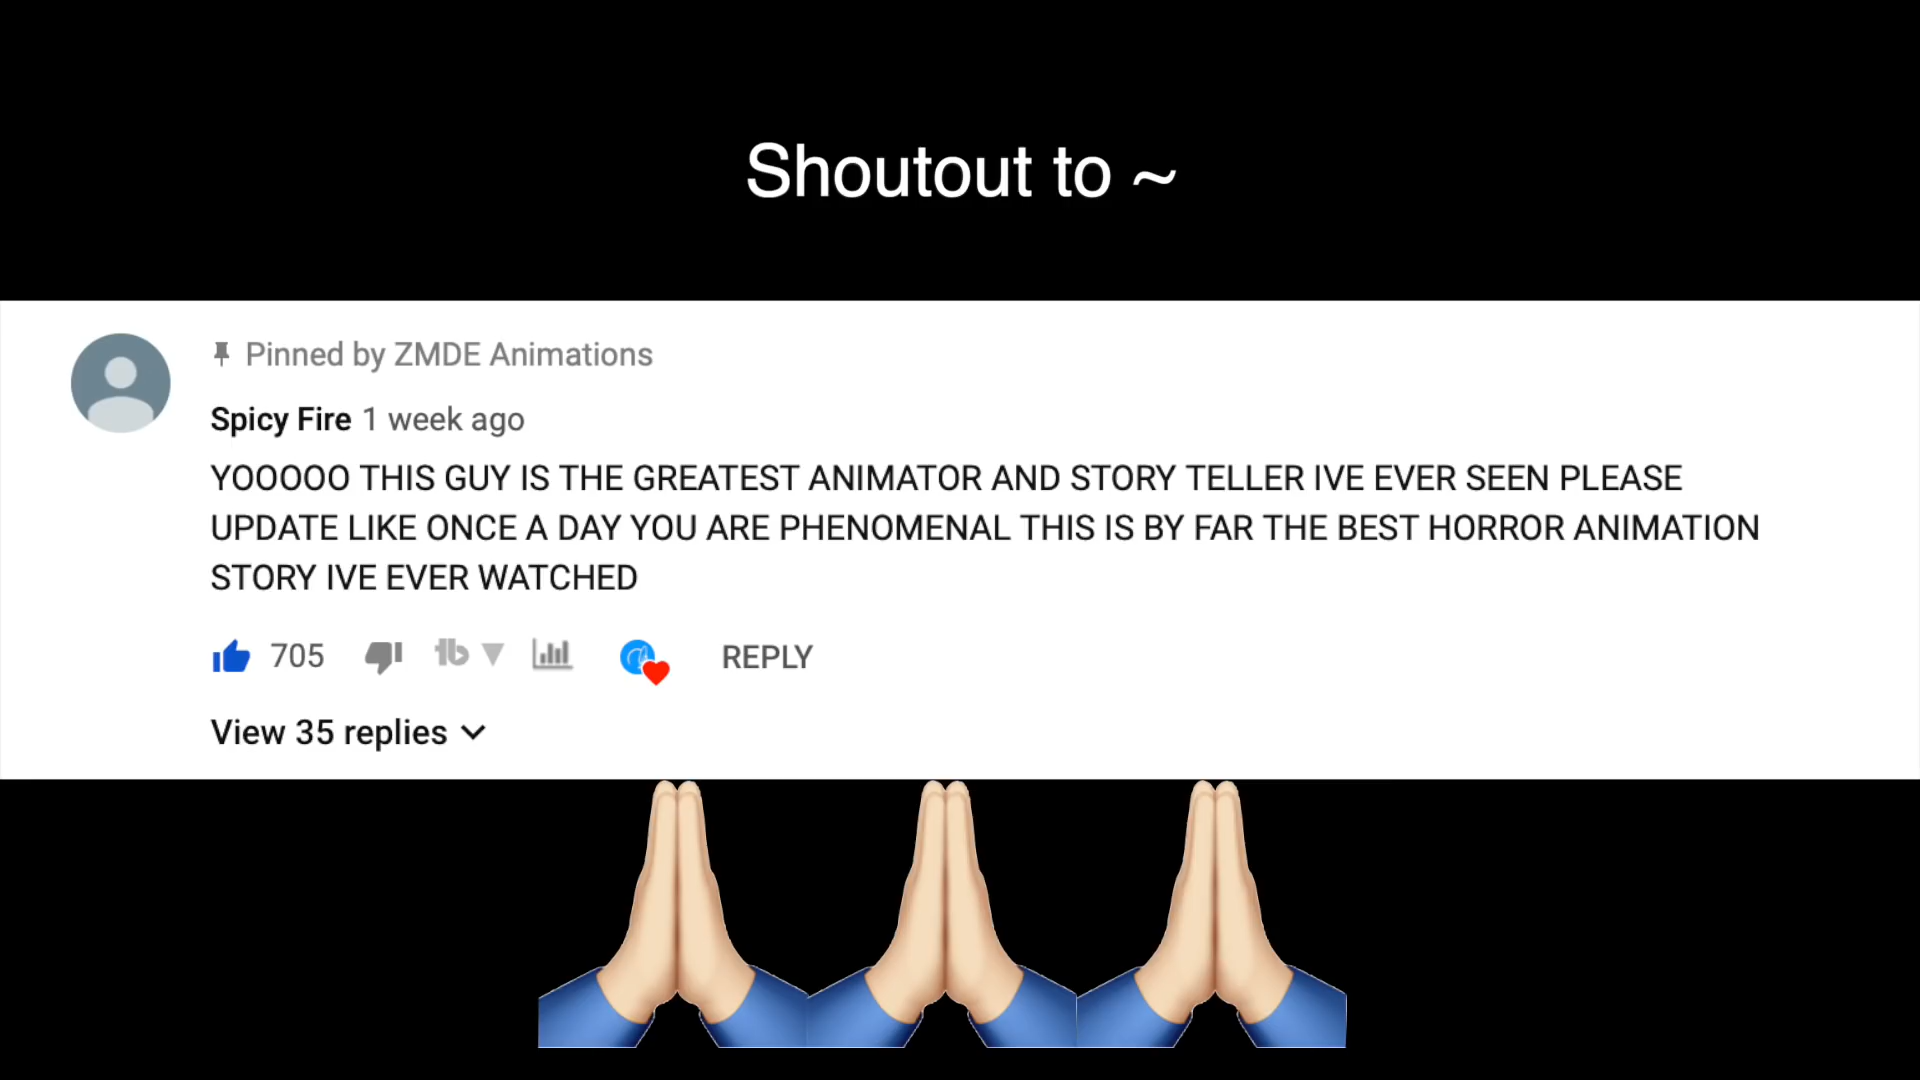 Shoutout to ~
Pinned by ZMDE Animations
Spicy Fire 1 week ago
YOOOOO THIS GUY IS THE GREATEST ANIMATOR AND STORY TELLER IVE EVER SEEN PLEASE
UPDATE LIKE ONCE A DAY YOU ARE PHENOMENAL THIS IS BY FAR THE BEST HORROR ANIMATION
STORY IVE EVER WATCHED
705 tb REPLY
View 35 replies